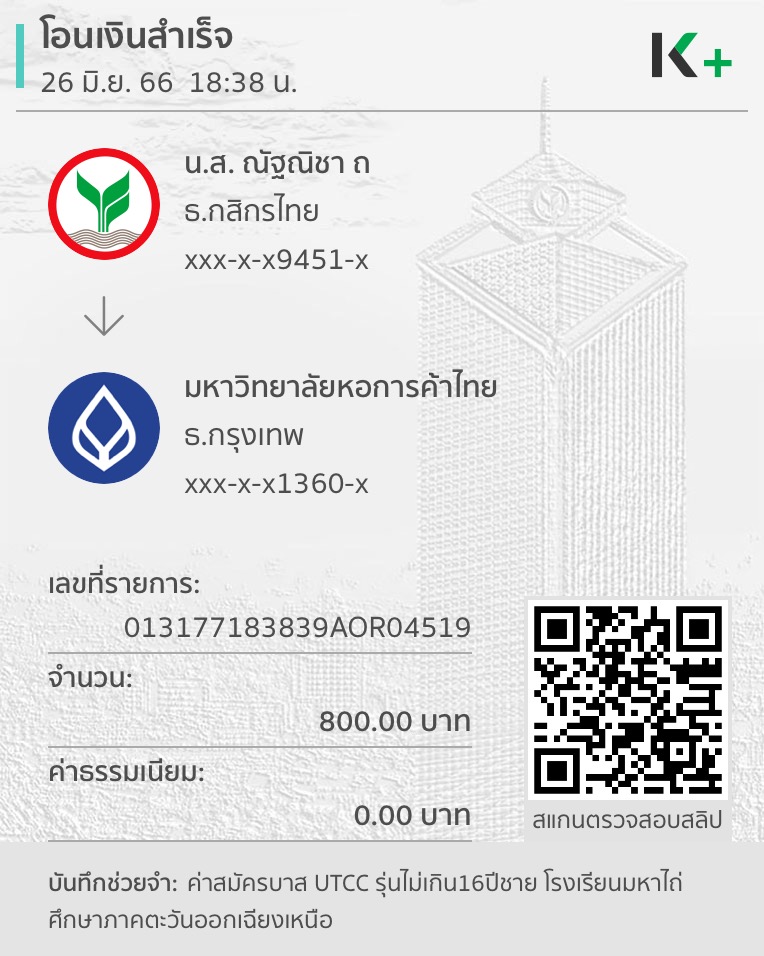 โอนเงินสำเร็จ
26 มิ.ย. 66 18:38 น.
K+
น.ส. ณัฐณิชา ถ
ธ.กสิกรไทย
xxx-x-x9451-x
มหาวิทยาลัยหอการค้าไทย
ธ.กรุงเทพ
xxx-x-x1360-x
เลขที่รายการ:
013177183839AOR04519
จำนวน:
800.00 บาท
ค่าธรรมเนียม:
0.00 บาท
สแกนตรวจสอบสลิป
บันทึกช่วยจำ: ค่าสมัครบาส UTCC รุ่นไม่เกิน16ปีชาย โรงเรียนมหาไถ่
ศึกษาภาคตะวันออกเฉียงเหนือ